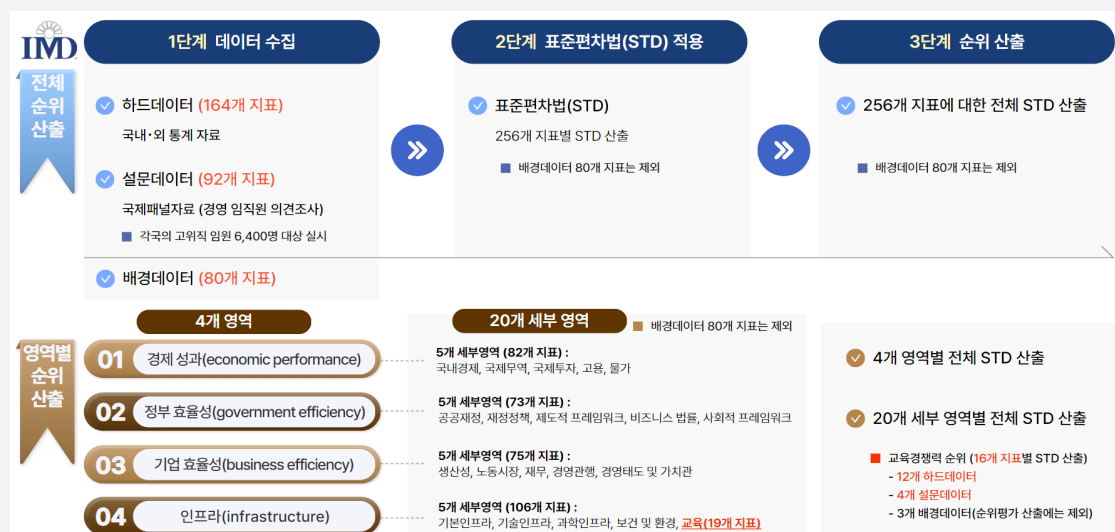 IMD
1단계 데이터 수집
2단계 표준편차법(STD) 적용
3단계 순위 산출
전체
순위
산출
하드데이터 (164개 지표)
국내·외 통계 자료
설문데이터 (92개 지표)
국제패널자료 (경영 임직원 의견조사)
각국의 고위직 임원 6,400명 대상 실시
배경데이터 (80개 지표)
표준편차법(STD)
256개 지표별 STD 산출
배경데이터 80개 지표는 제외
256개 지표에 대한 전체 STD 산출
배경데이터 80개 지표는 제외
영역별
순위
산출
4개 영역
20개 세부 영역
배경데이터 80개 지표는 제외
01 경제 성과(economic performance)
5개 세부영역 (82개 지표) :
국내경제, 국제무역, 국제투자, 고용, 물가
02 정부 효율성(government efficiency)
5개 세부영역 (73개 지표) :
공공재정, 재정정책, 제도적 프레임워크, 비즈니스 법률, 사회적 프레임워크
03 기업 효율성(business efficiency)
5개 세부영역 (75개 지표) :
생산성, 노동시장, 재무, 경영관행, 경영태도 및 가치관
04 인프라(infrastructure)
5개 세부영역 (106개 지표) :
기본인프라, 기술인프라, 과학인프라, 보건 및 환경, 교육(19개 지표)
4개 영역별 전체 STD 산출
20개 세부 영역별 전체 STD 산출
교육경쟁력 순위 (16개 지표별 STD 산출)
- 12개 하드데이터
- 4개 설문데이터
- 3개 배경데이터(순위평가 산출에는 제외)